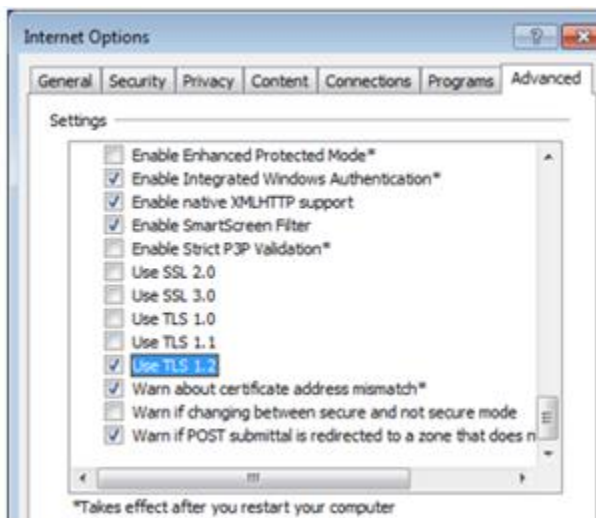 Internet Options
General Security Privacy Content Connections Programs Advanced
Settings
Enable Enhanced Protected Mode*
Enable Integrated Windows Authentication*
Enable native XMLHTTP support
Enable SmartScreen Filter
Enable Strict P3P Validation*
Use SSL 2.0
Use SSL 3.0
Use TLS 1.0
Use TLS 1.1
Use TLS 1.2
Warn about certificate address mismatch*
Warn if changing between secure and not secure mode
Warn if POST submittal is redirected to a zone that does n
*Takes effect after you restart your computer